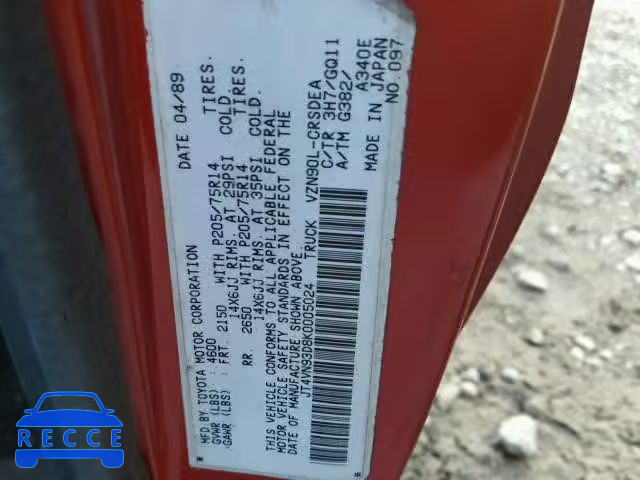 MFD.BY TOYOTA MOTOR CORPORATION DATE 04/89
GVWR (LBS) : 4600
GAWR (LBS) : FRT. 2150 WITH P205/75R14 TIRES.
14X6JJ RIMS. AT 29PSI COLD
RR. 2650 WITH P205/75R14 TIRES.
14X6JJ RIMS. AT 35PSI COLD.
THIS VEHICLE CONFORMS TO ALL APPLICABLE FEDERAL
MOTOR VEHICLE SAFETY STANDARDS IN EFFECT ON THE
DATE OF MANUFACTURE SHOWN ABOVE.
JT4VN93D8K0005024 TRUCK
VZN90L-CRSDEA
C/TR 3H7/GQ11
A/TM G382/
A340E
MADE IN JAPAN
NO.097
RECCE